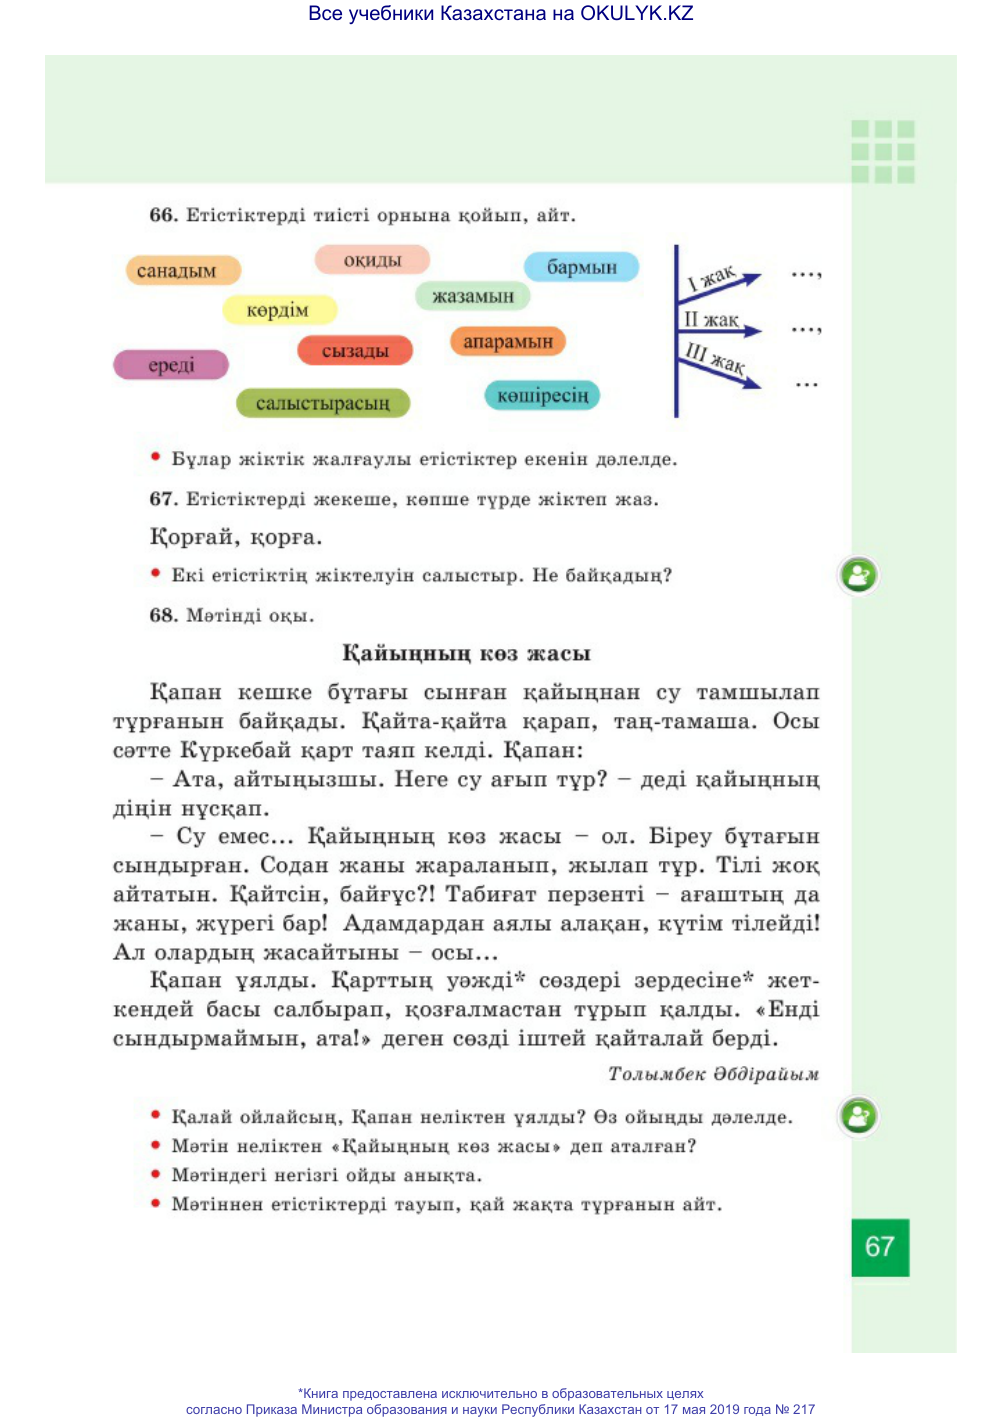 Все учебники Казахстана на OKULYK.KZ
66. Етістіктерді тиісті орнына қойып, айт.
санадым
оқиды
бармын
көрдім
жазамын
ереді
сызады
апарамын
салыстырасың
көшіресің
I жақ ...,
II жақ ...,
III жақ ...
• Бұлар жіктік жалғаулы етістіктер екенін дәлелде.
67. Етістіктерді жекеше, көпше түрде жіктеп жаз.
Қорғай, қорға.
• Екі етістіктің жіктелуін салыстыр. Не байқадың?
68. Мәтінді оқы.
Қайыңның көз жасы
Қапан кешке бұтағы сынған қайыңнан су тамшылап
тұрғанын байқады. Қайта-қайта қарап, таң-тамаша. Осы
сәтте Күркебай қарт таяп келді. Қапан:
– Ата, айтыңызшы. Неге су ағып тұр? – деді қайыңның
діңін нұсқап.
– Су емес... Қайыңның көз жасы – ол. Біреу бұтағын
сындырған. Содан жаны жараланып, жылап тұр. Тілі жоқ
айтатын. Қайтсін, байғұс?! Табиғат перзенті – ағаштың да
жаны, жүрегі бар! Адамдардан аялы алақан, күтім тілейді!
Ал олардың жасайтыны – осы...
Қапан ұялды. Қарттың уәжді* сөздері зердесіне* жет-
кендей басы салбырап, қозғалмастан тұрып қалды. «Енді
сындырмаймын, ата!» деген сөзді іштей қайталай берді.
Толымбек Әбдірайым
• Қалай ойлайсың, Қапан неліктен ұялды? Өз ойыңды дәлелде.
• Мәтін неліктен «Қайыңның көз жасы» деп аталған?
• Мәтіндегі негізгі ойды анықта.
• Мәтіннен етістіктерді тауып, қай жақта тұрғанын айт.
67
*Книга предоставлена исключительно в образовательных целях
согласно Приказа Министра образования и науки Республики Казахстан от 17 мая 2019 года № 217